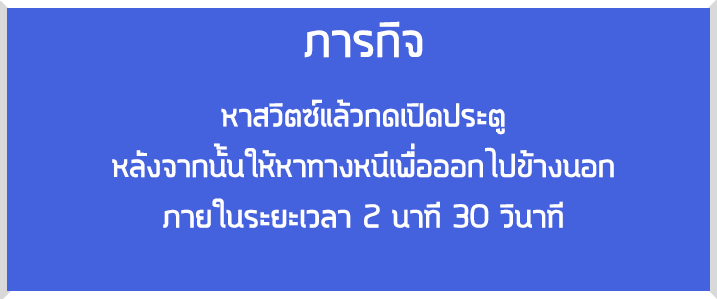 ภารกิจ
หาสวิตซ์แล้วกดเปิดประตู
หลังจากนั้นให้หาทางหนีเพื่อออกไปข้างนอก
ภายในระยะเวลา 2 นาที 30 วินาที